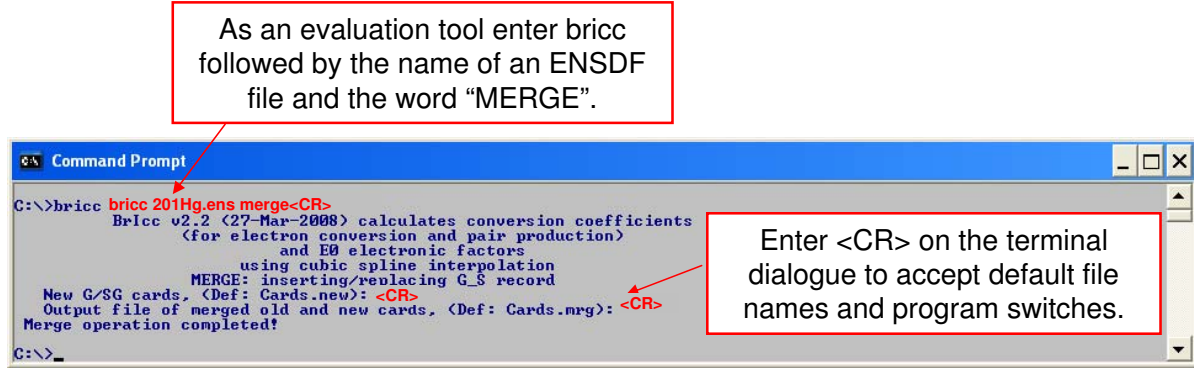 As an evaluation tool enter bricc
followed by the name of an ENSDF
file and the word “MERGE”.
Command Prompt
C:\>bricc bricc 201Hg.ens merge<CR>
BrIcc v2.2 (27-Mar-2008) calculates conversion coefficients
(for electron conversion and pair production)
and E0 electronic factors
using cubic spline interpolation
MERGE: inserting/replacing G_S record
New G/SG cards, (Def: Cards.new): <CR>
Output file of merged old and new cards, (Def: Cards.mrg): <CR>
Merge operation completed!
C:\>_
Enter <CR> on the terminal
dialogue to accept default file
names and program switches.